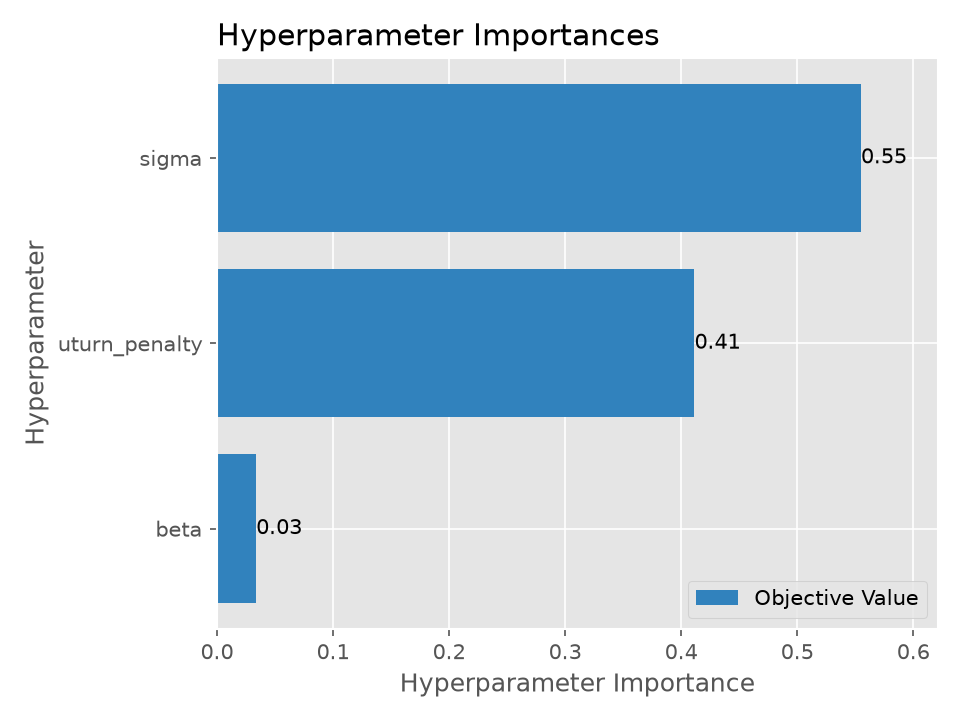 Hyperparameter Importances
Hyperparameter
sigma
0.55
uturn_penalty
0.41
beta
0.03
Objective Value
0.0 0.1 0.2 0.3 0.4 0.5 0.6
Hyperparameter Importance